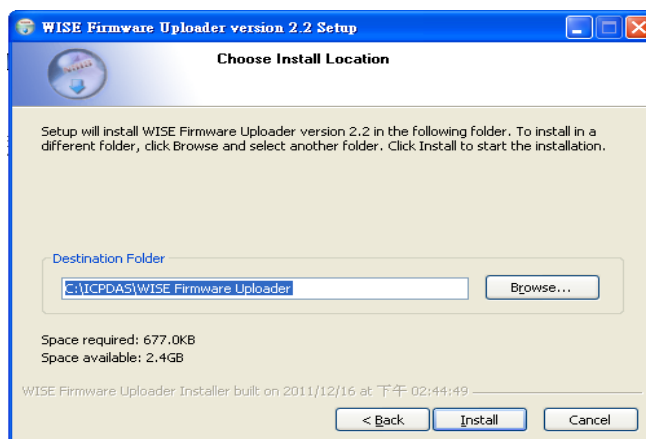 WISE Firmware Uploader version 2.2 Setup
Choose Install Location
Setup will install WISE Firmware Uploader version 2.2 in the following folder. To install in a
different folder, click Browse and select another folder. Click Install to start the installation.
Destination Folder
C:\ICPDAS\WISE Firmware Uploader
Browse...
Space required: 677.0KB
Space available: 2.4GB
WISE Firmware Uploader Installer built on 2011/12/16 at 下午 02:44:49
< Back Install Cancel